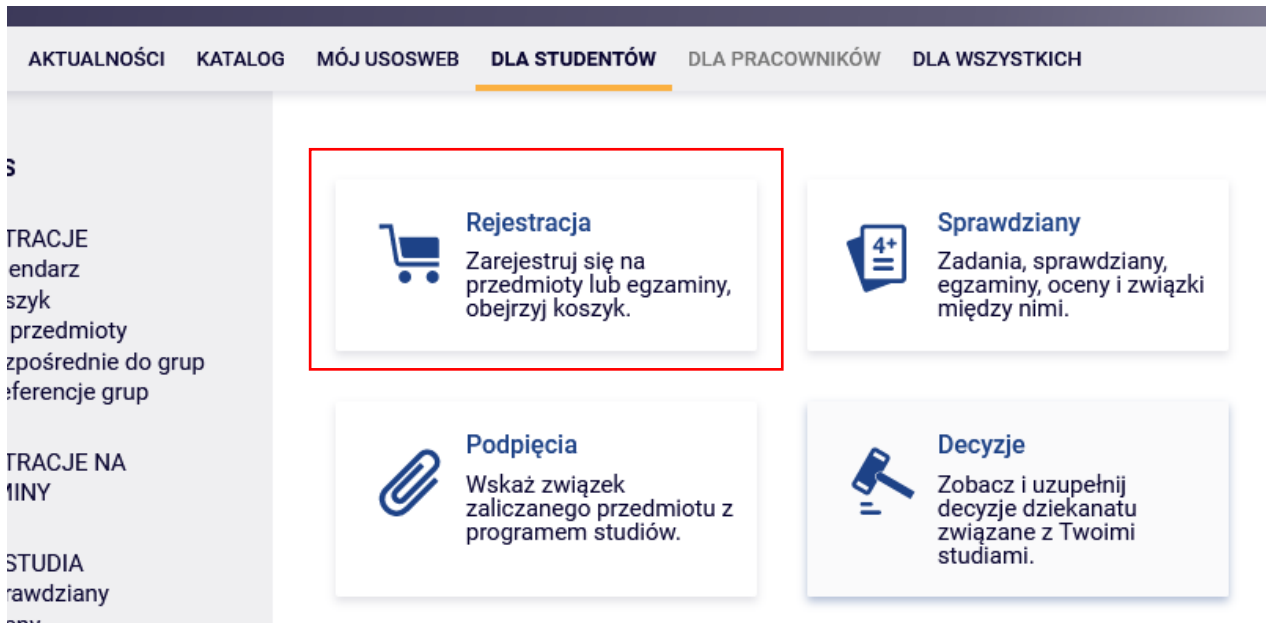 AKTUALNOŚCI KATALOG MÓJ USOSWEB DLA STUDENTÓW DLA PRACOWNIKÓW DLA WSZYSTKICH
S
TRACJE
endarz
szyk
przedmioty
zpośrednie do grup
eferencje grup
TRACJE NA
MINY
STUDIA
rawdziany
Rejestracja
Zarejestruj się na
przedmioty lub egzaminy,
obejrzyj koszyk.
Sprawdziany
4+
Zadania, sprawdziany,
egzaminy, oceny i związki
między nimi.
Podpięcia
Wskaż związek
zaliczanego przedmiotu z
programem studiów.
Decyzje
Zobacz i uzupełnij
decyzje dziekanatu
związane z Twoimi
studiami.